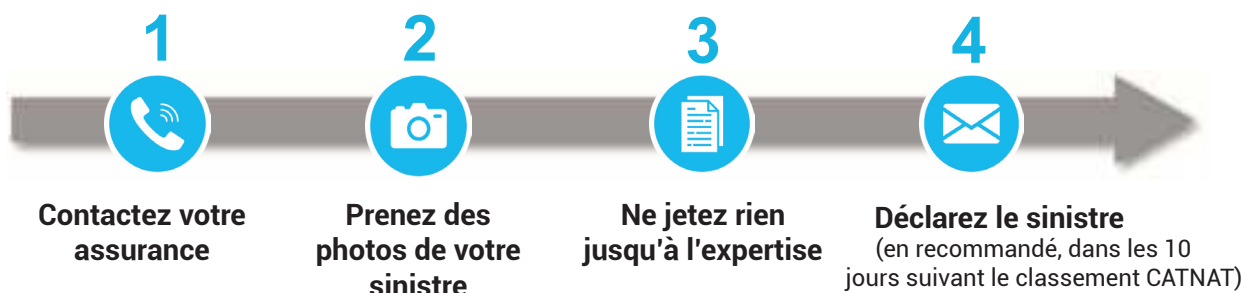 1
2
3
4
Contactez votre
assurance
Prenez des
photos de votre
sinistre
Ne jetez rien
jusqu'à l'expertise
Déclarez le sinistre
(en recommandé, dans les 10
jours suivant le classement CATNAT)